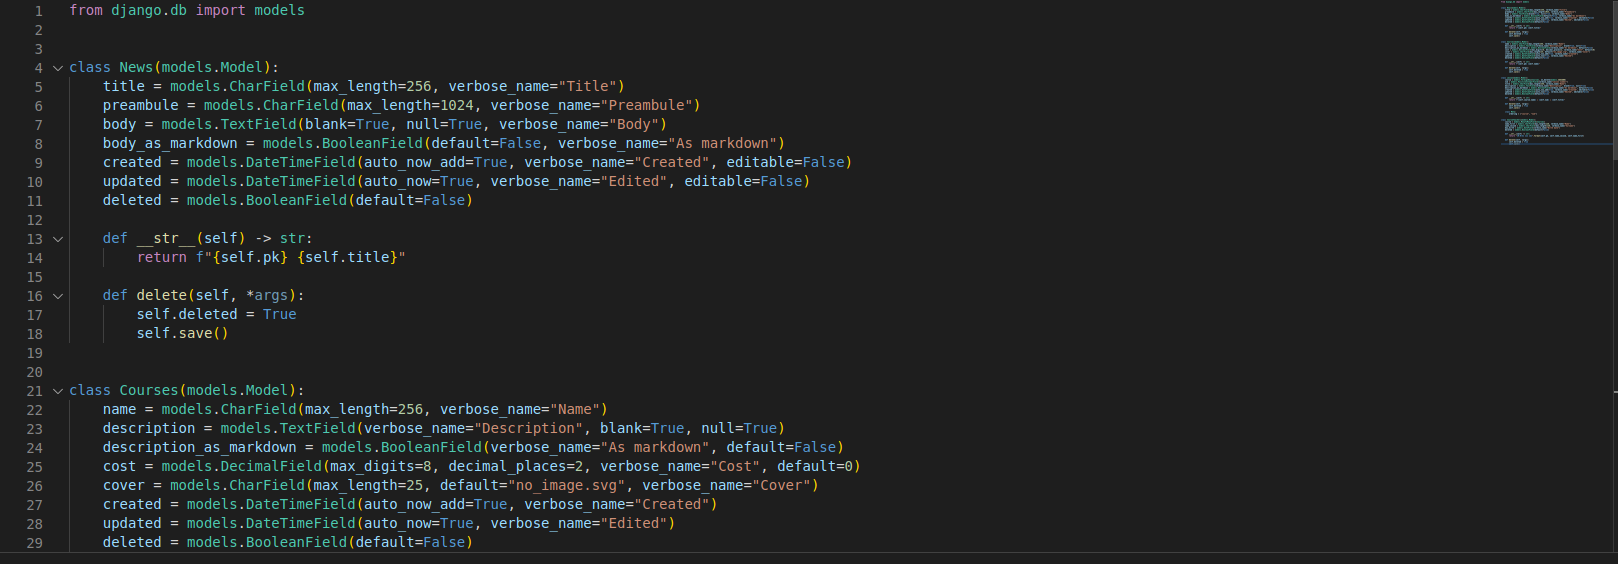 1 from django.db import models
2
3
4 class News(models.Model):
5 title = models.CharField(max_length=256, verbose_name="Title")
6 preambule = models.CharField(max_length=1024, verbose_name="Preambule")
7 body = models.TextField(blank=True, null=True, verbose_name="Body")
8 body_as_markdown = models.BooleanField(default=False, verbose_name="As markdown")
9 created = models.DateTimeField(auto_now_add=True, verbose_name="Created", editable=False)
10 updated = models.DateTimeField(auto_now=True, verbose_name="Edited", editable=False)
11 deleted = models.BooleanField(default=False)
12
13 def __str__(self) -> str:
14 return f"{self.pk} {self.title}"
15
16 def delete(self, *args):
17 self.deleted = True
18 self.save()
19
20
21 class Courses(models.Model):
22 name = models.CharField(max_length=256, verbose_name="Name")
23 description = models.TextField(verbose_name="Description", blank=True, null=True)
24 description_as_markdown = models.BooleanField(verbose_name="As markdown", default=False)
25 cost = models.DecimalField(max_digits=8, decimal_places=2, verbose_name="Cost", default=0)
26 cover = models.CharField(max_length=25, default="no_image.svg", verbose_name="Cover")
27 created = models.DateTimeField(auto_now_add=True, verbose_name="Created")
28 updated = models.DateTimeField(auto_now=True, verbose_name="Edited")
29 deleted = models.BooleanField(default=False)